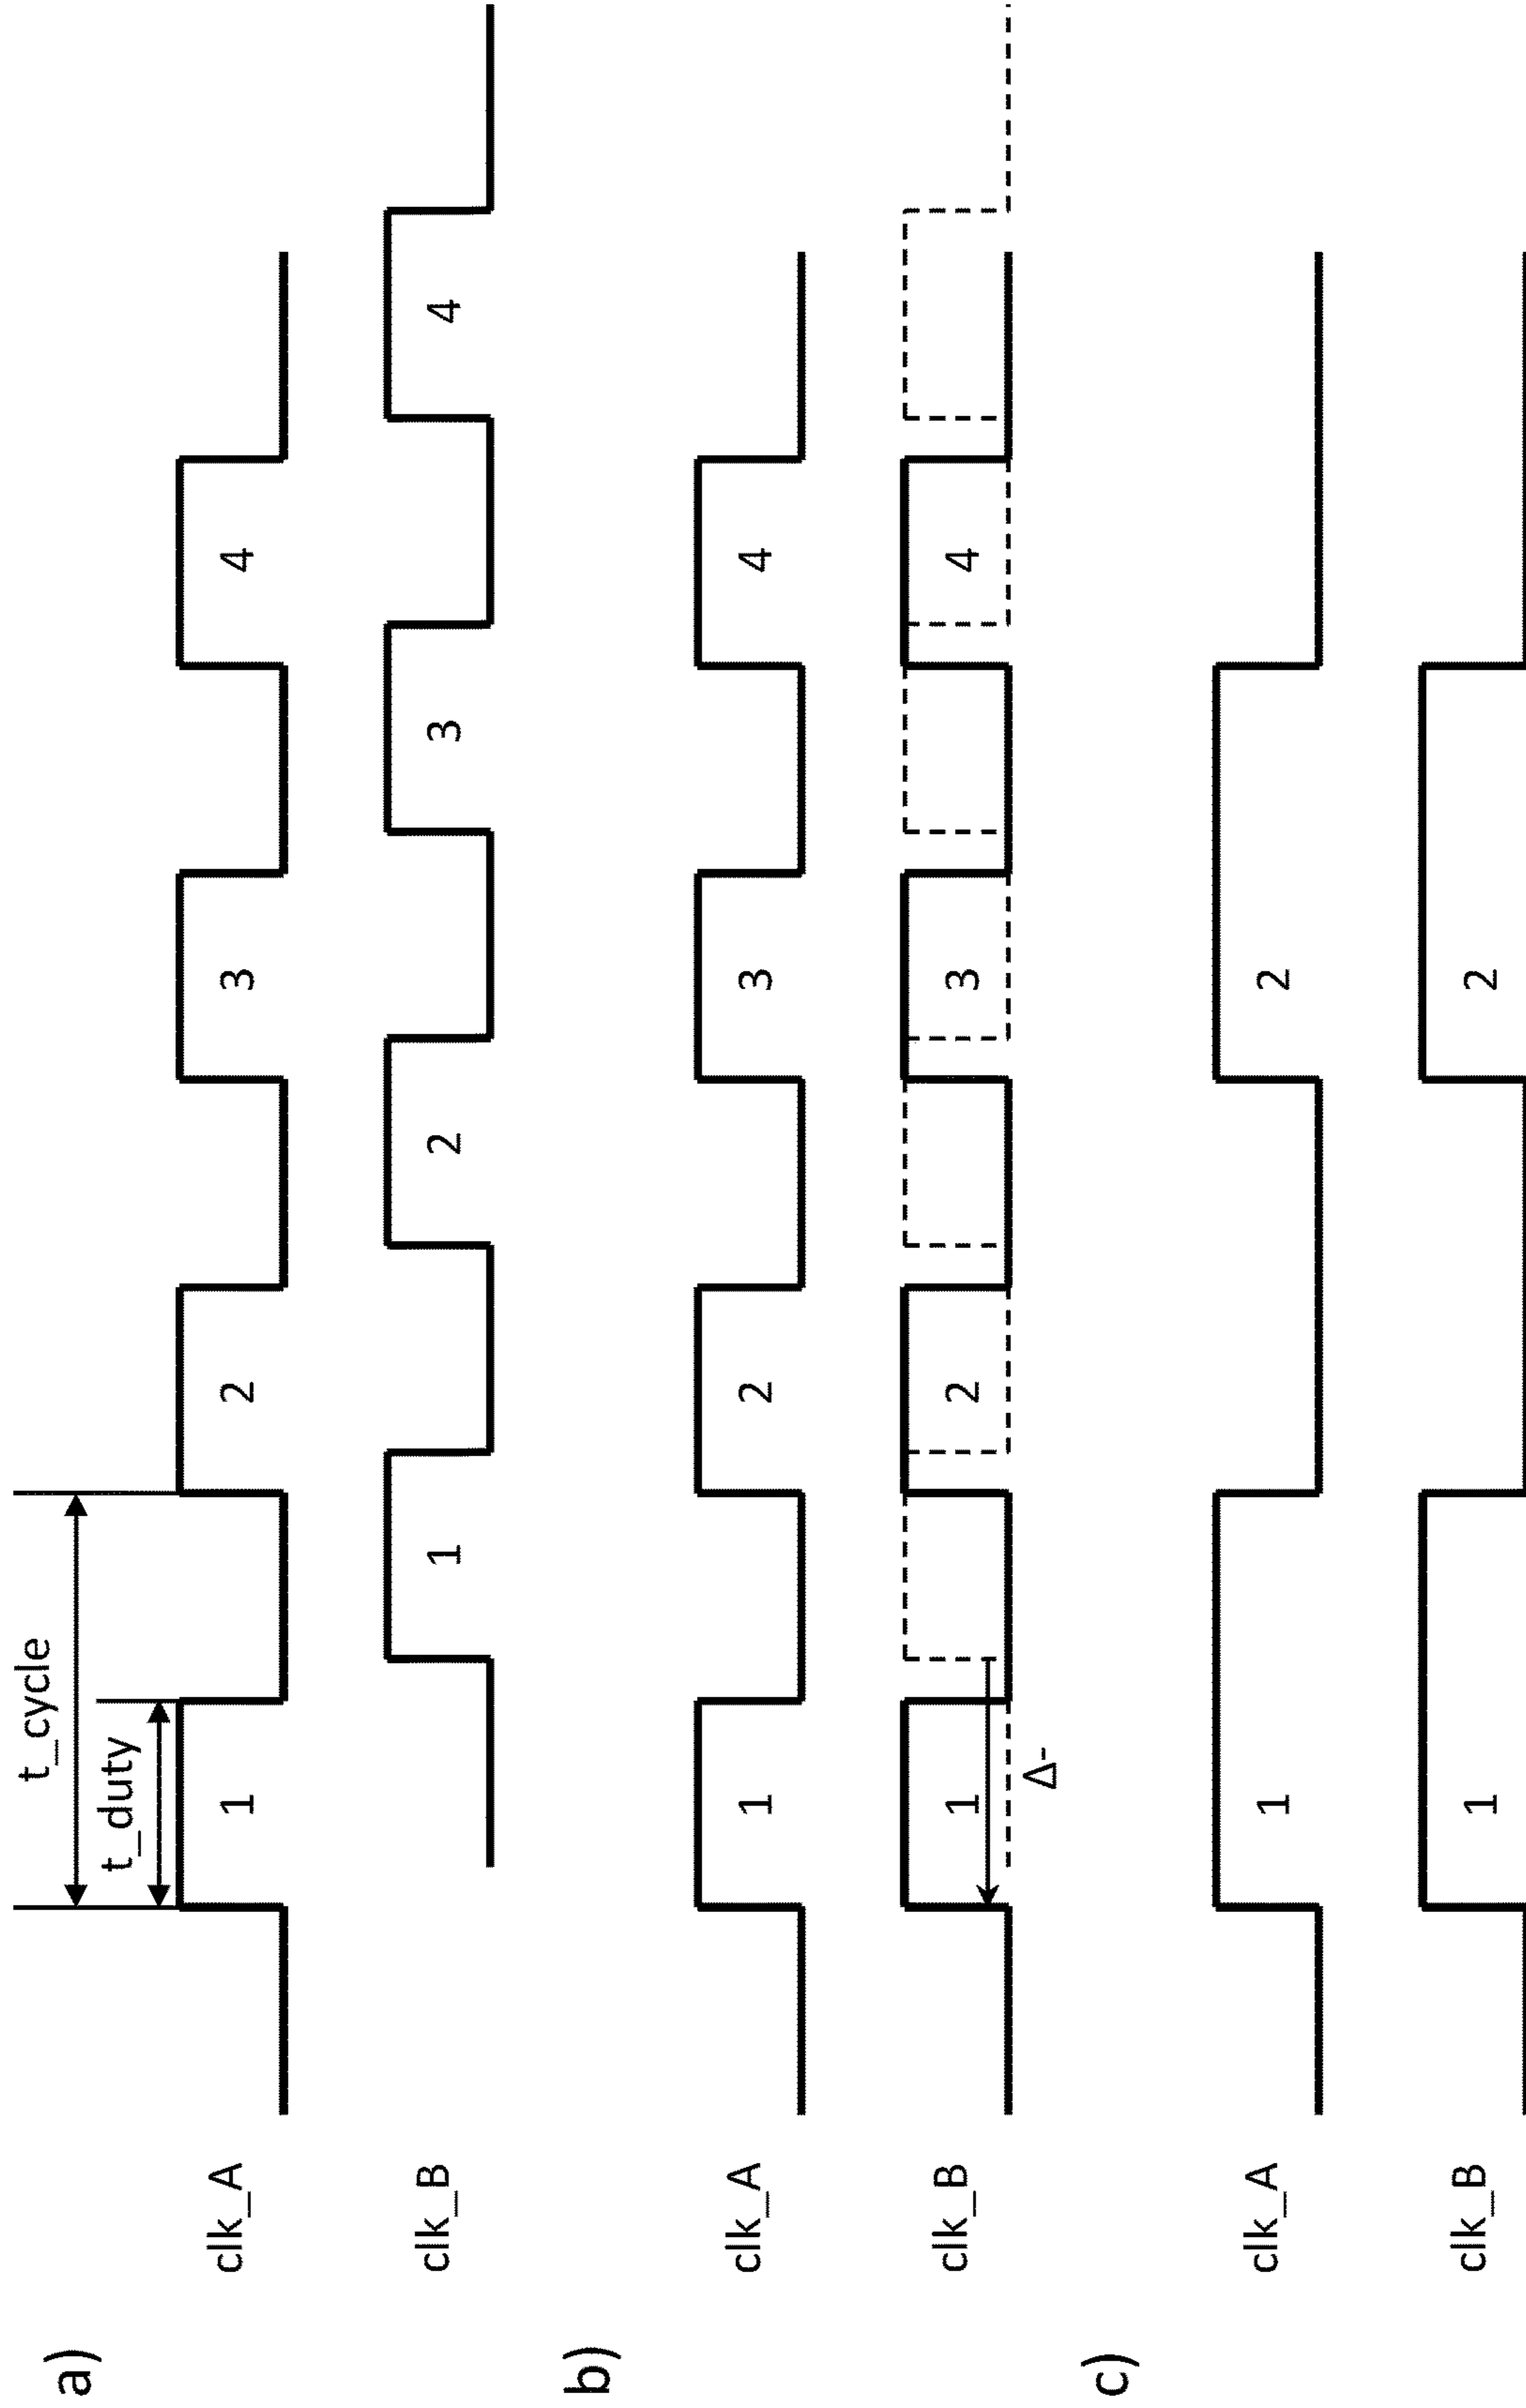 a)
t_cycle
t_duty
clk_A 1 2 3 4
clk_B 1 2 3 4
b)
clk_A 1 2 3 4
clk_B 1 2 3 4
Δ-
c)
clk_A 1 2
clk_B 1 2